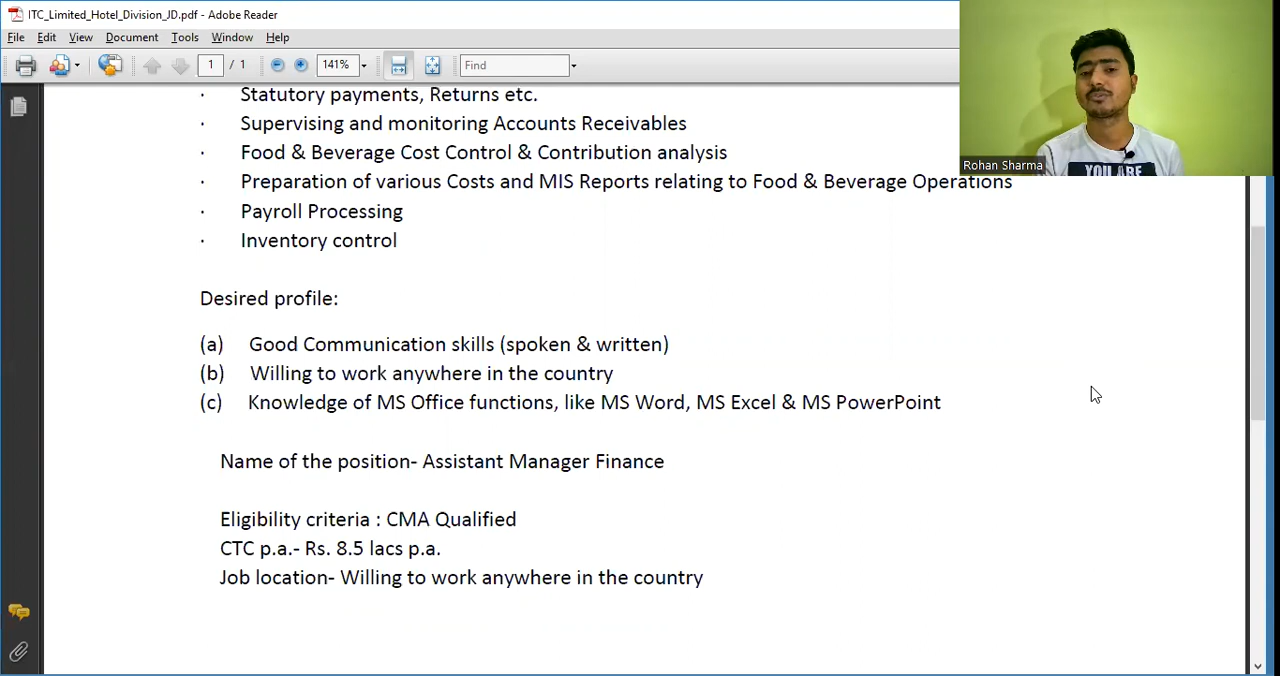 ITC_Limited_Hotel_Division_JD.pdf - Adobe Reader
File Edit View Document Tools Window Help
1 / 1 141% Find
· Statutory payments, Returns etc.
· Supervising and monitoring Accounts Receivables
· Food & Beverage Cost Control & Contribution analysis
· Preparation of various Costs and MIS Reports relating to Food & Beverage Operations
· Payroll Processing
· Inventory control
Desired profile:
(a) Good Communication skills (spoken & written)
(b) Willing to work anywhere in the country
(c) Knowledge of MS Office functions, like MS Word, MS Excel & MS PowerPoint
Name of the position- Assistant Manager Finance
Eligibility criteria : CMA Qualified
CTC p.a.- Rs. 8.5 lacs p.a.
Job location- Willing to work anywhere in the country
Rohan Sharma
YOU ARE